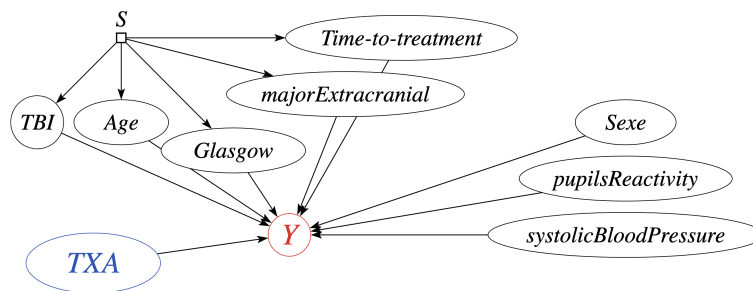 S
Time-to-treatment
majorExtracranial
TBI
Age
Sexe
Glasgow
pupilsReactivity
Y
systolicBloodPressure
TXA